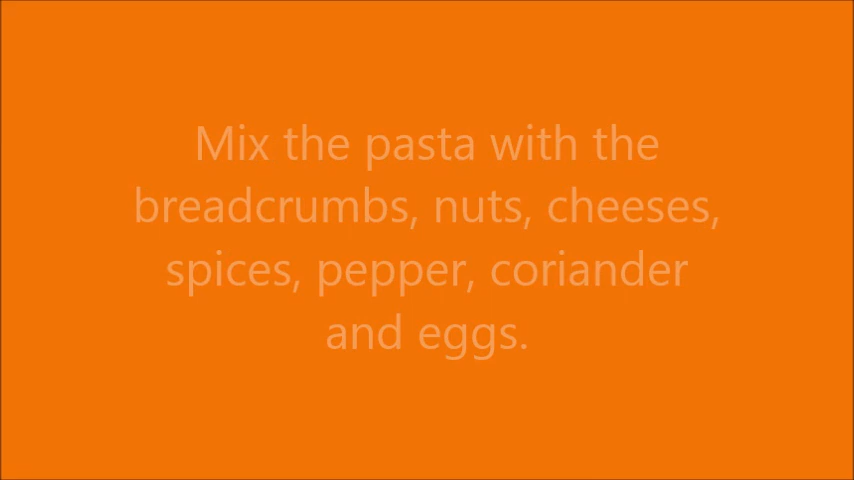 Mix the pasta with the
breadcrumbs, nuts, cheeses,
spices, pepper, coriander
and eggs.